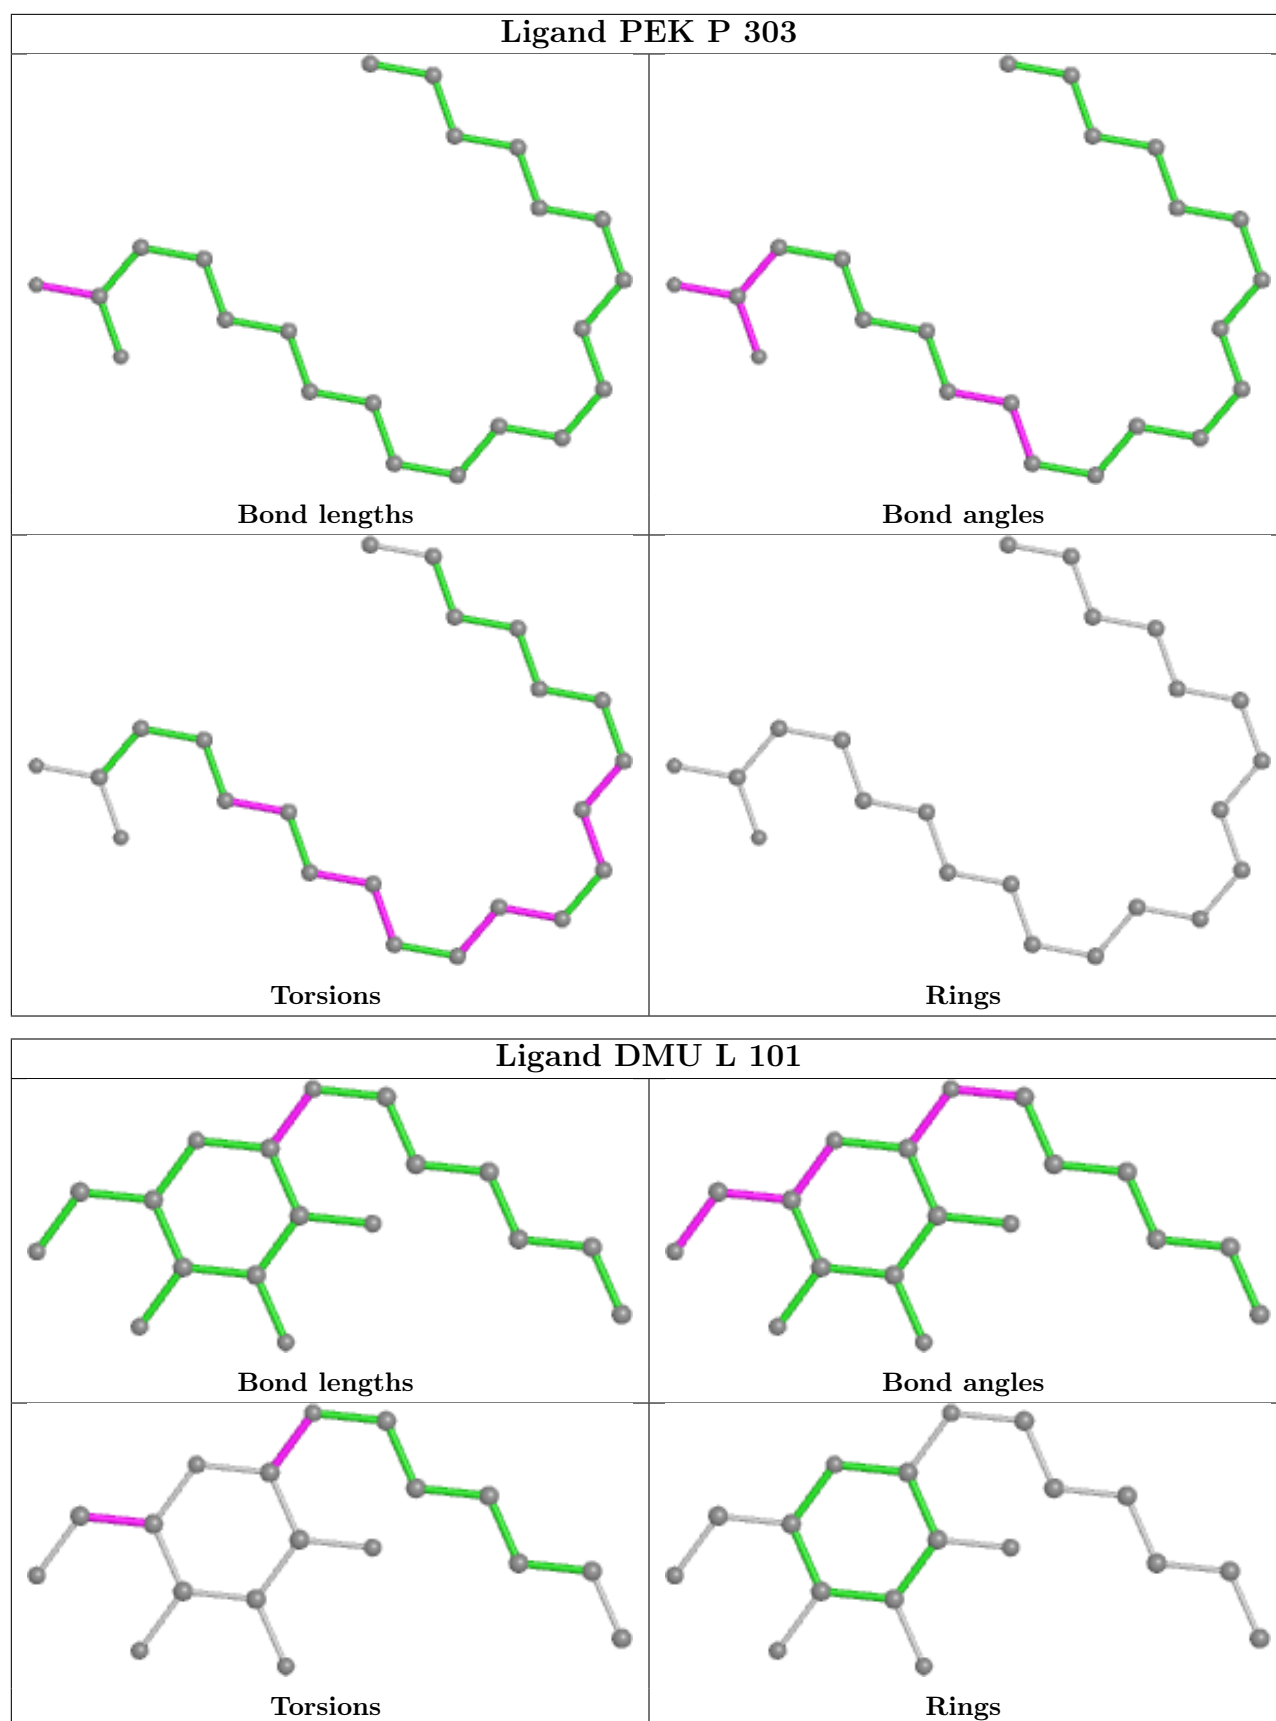 Ligand PEK P 303
Bond lengths
Bond angles
Torsions
Rings
Ligand DMU L 101
Bond lengths
Bond angles
Torsions
Rings